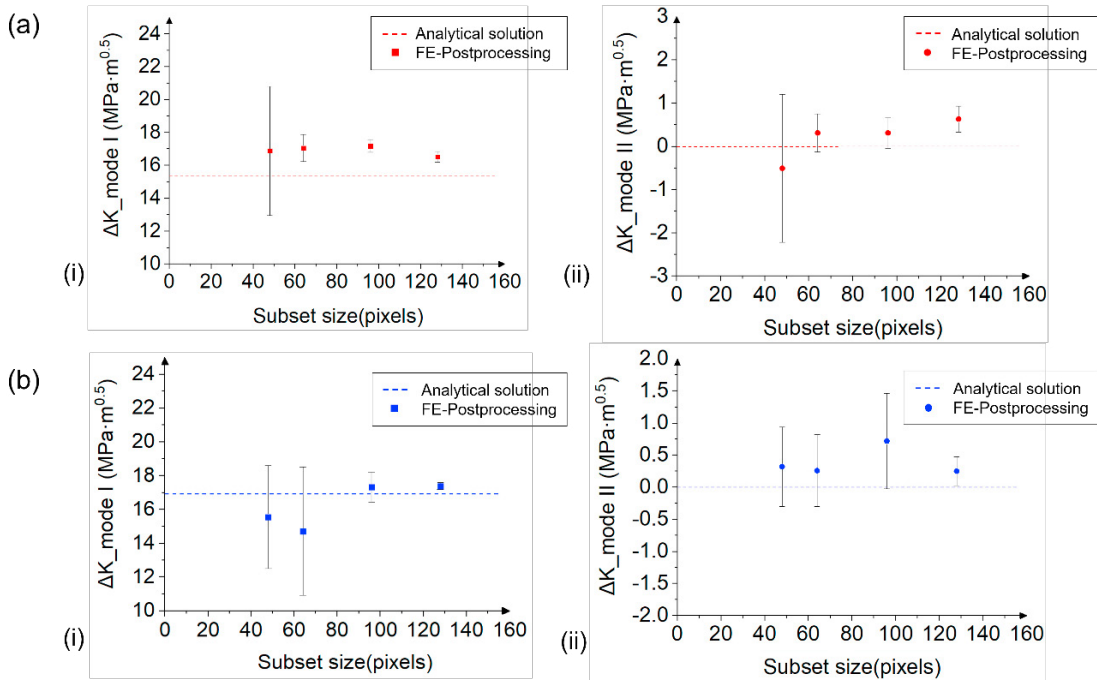 (a)
24
22
20
18
16
14
12
10
ΔK_mode I (MPa·m^0.5)
Analytical solution
FE-Postprocessing
0 20 40 60 80 100 120 140 160
Subset size(pixels)
(i)
3
2
1
0
-1
-2
-3
ΔK_mode II (MPa·m^0.5)
Analytical solution
FE-Postprocessing
0 20 40 60 80 100 120 140 160
Subset size(pixels)
(ii)
(b)
24
22
20
18
16
14
12
10
ΔK_mode I (MPa·m^0.5)
Analytical solution
FE-Postprocessing
0 20 40 60 80 100 120 140 160
Subset size(pixels)
(i)
2.0
1.5
1.0
0.5
0.0
-0.5
-1.0
-1.5
-2.0
ΔK_mode II (MPa·m^0.5)
Analytical solution
FE-Postprocessing
0 20 40 60 80 100 120 140 160
Subset size(pixels)
(ii)